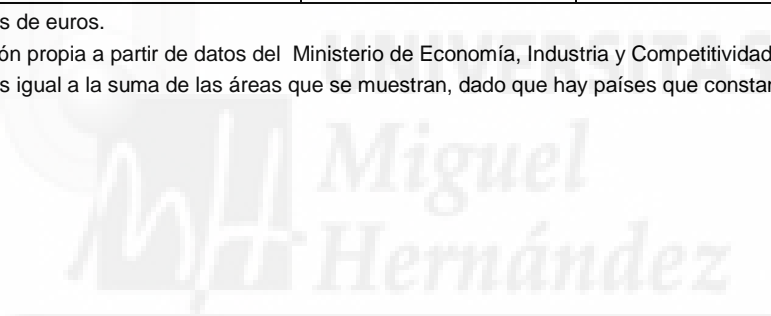 s de euros.
ón propia a partir de datos del Ministerio de Economía, Industria y Competitividad
s igual a la suma de las áreas que se muestran, dado que hay países que constar
UNIVERSITAS
Miguel
Hernández